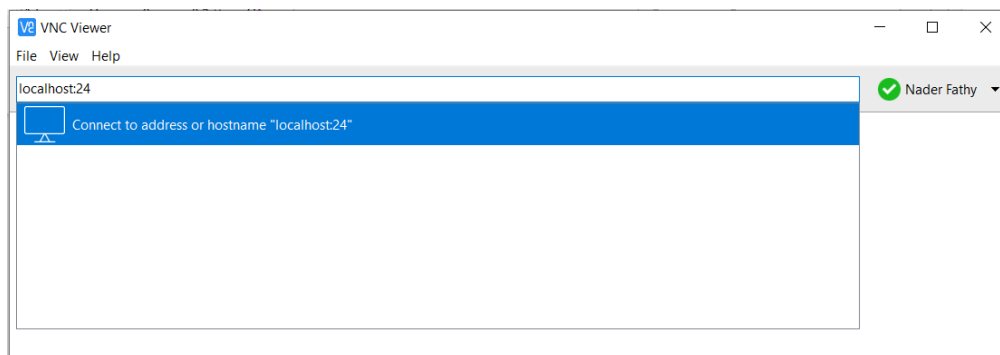 VNC Viewer
File View Help
localhost:24
Nader Fathy
Connect to address or hostname "localhost:24"